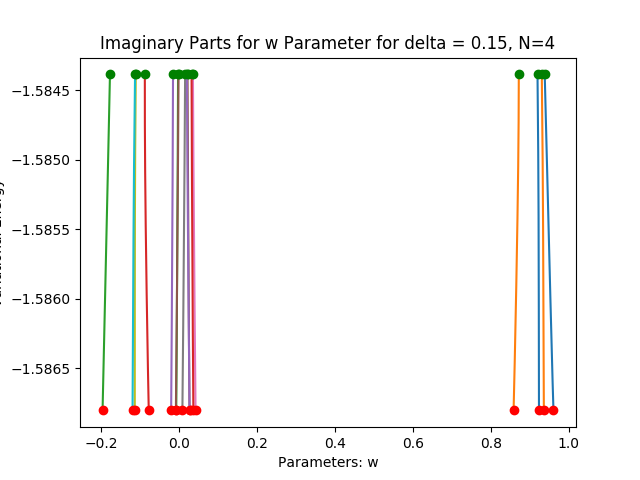 Imaginary Parts for w Parameter for delta = 0.15, N=4
−1.5845
−1.5850
−1.5855
−1.5860
−1.5865
−0.2 0.0 0.2 0.4 0.6 0.8 1.0
Parameters: w